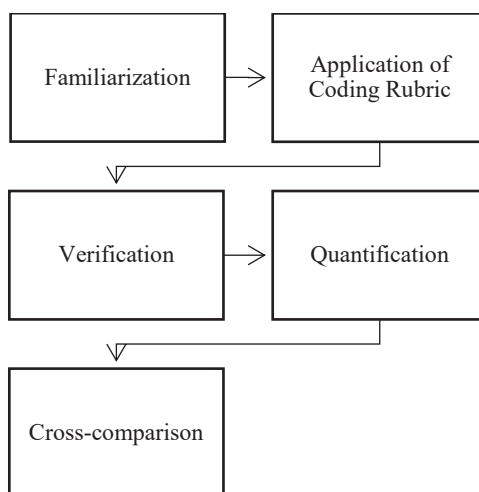 Familiarization
Application of
Coding Rubric
Verification
Quantification
Cross-comparison